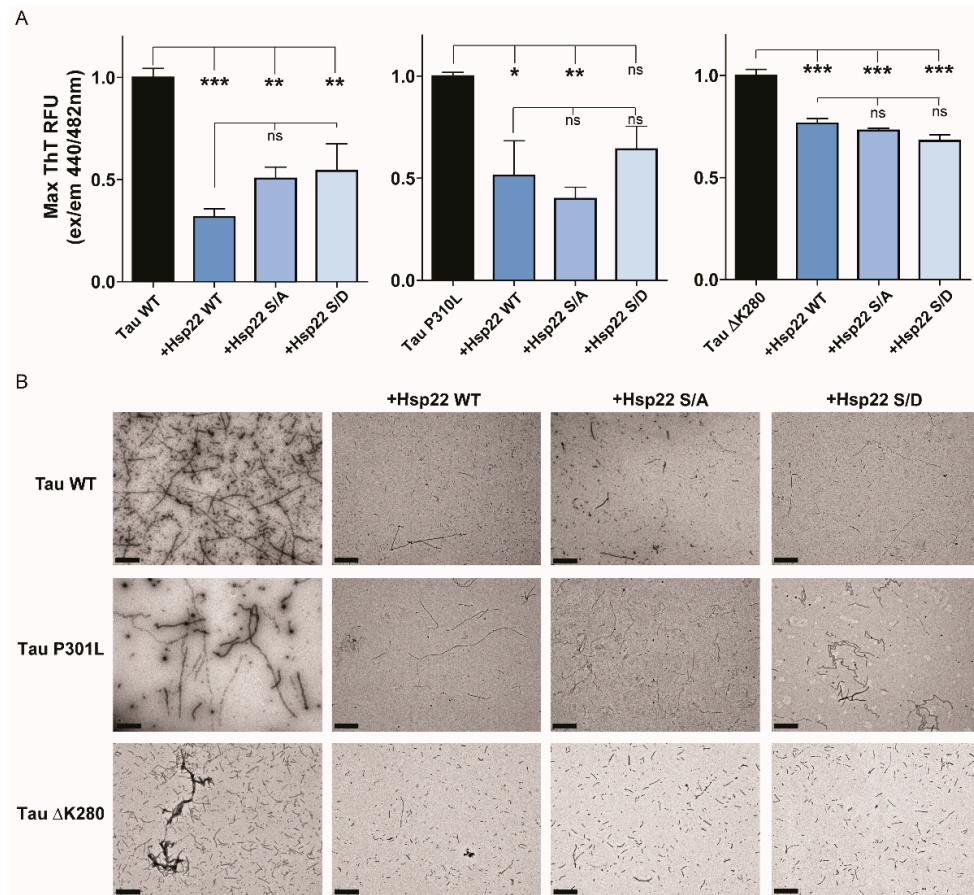 A
Max ThT RFU
(ex/em 440/482nm)
1.0
0.5
0.0
***
**
**
ns
Tau WT
+Hsp22 WT
+Hsp22 S/A
+Hsp22 S/D
1.0
0.5
0.0
*
**
ns
ns
ns
Tau P310L
+Hsp22 WT
+Hsp22 S/A
+Hsp22 S/D
1.0
0.5
0.0
***
***
***
ns
ns
Tau ΔK280
+Hsp22 WT
+Hsp22 S/A
+Hsp22 S/D
B
+Hsp22 WT
+Hsp22 S/A
+Hsp22 S/D
Tau WT
Tau P301L
Tau ΔK280